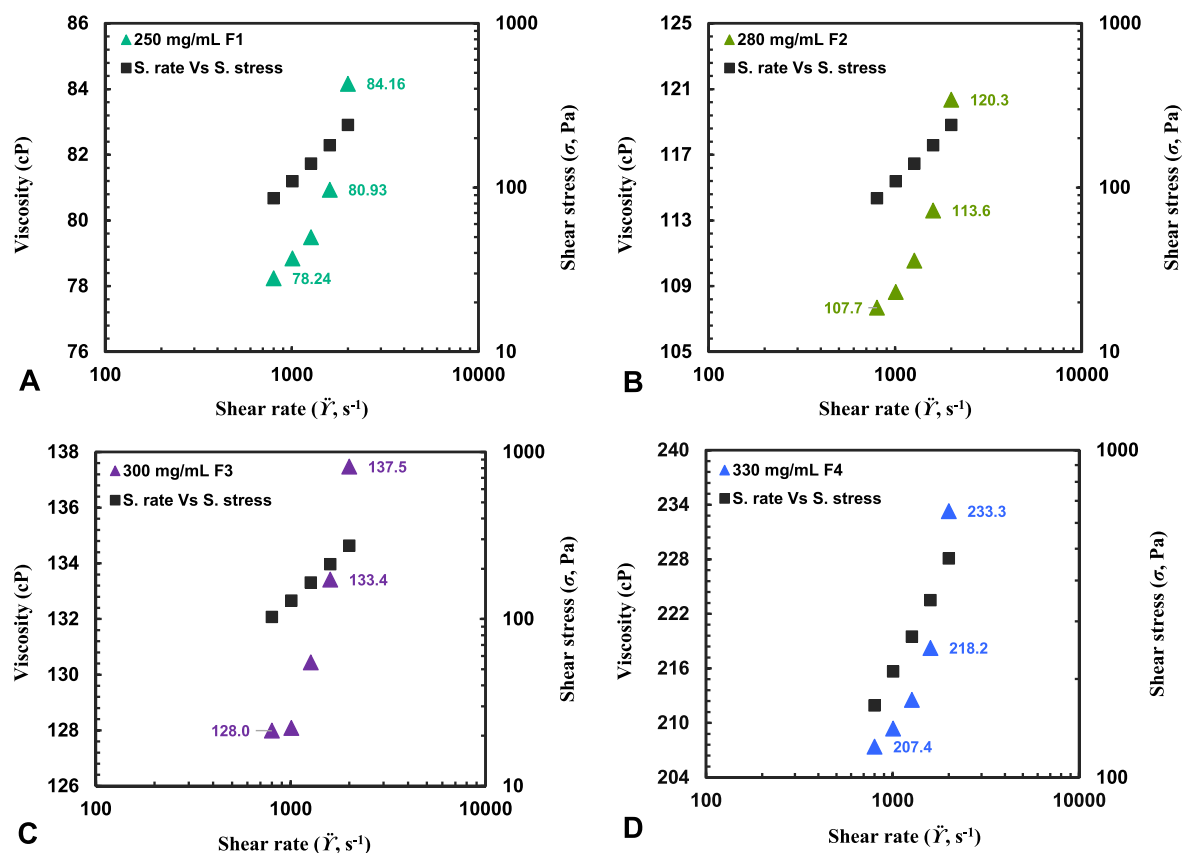 86
84
82
80
78
76
Viscosity (cP)
250 mg/mL F1
S. rate Vs S. stress
84.16
80.93
78.24
1000
100
10
Shear stress (σ, Pa)
100
1000
10000
Shear rate (Ϋ, s⁻¹)
A
125
121
117
113
109
105
Viscosity (cP)
280 mg/mL F2
S. rate Vs S. stress
120.3
113.6
107.7
1000
100
10
Shear stress (σ, Pa)
100
1000
10000
Shear rate (Ϋ, s⁻¹)
B
138
136
134
132
130
128
126
Viscosity (cP)
300 mg/mL F3
S. rate Vs S. stress
137.5
133.4
128.0
1000
100
10
Shear stress (σ, Pa)
100
1000
10000
Shear rate (Ϋ, s⁻¹)
C
240
234
228
222
216
210
204
Viscosity (cP)
330 mg/mL F4
S. rate Vs S. stress
233.3
218.2
207.4
1000
100
Shear stress (σ, Pa)
100
1000
10000
Shear rate (Ϋ, s⁻¹)
D